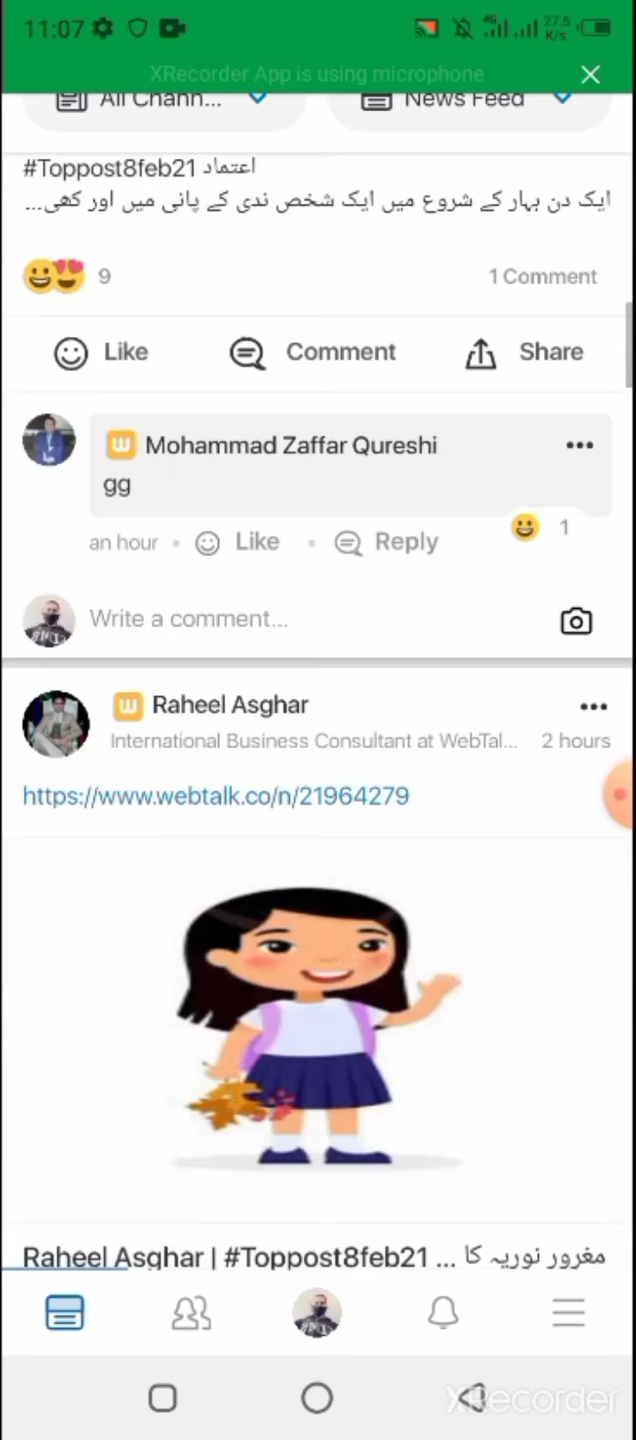 11:07
4G
27.5
K/s
XRecorder App is using microphone
All Chann...
News Feed
#Toppost8feb21 اعتماد
ایک دن بہار کے شروع میں ایک شخص ندی کے پانی میں اور کھی...
9
1 Comment
Like
Comment
Share
Mohammad Zaffar Qureshi
gg
1
an hour • Like • Reply
Write a comment...
Raheel Asghar
International Business Consultant at WebTal... 2 hours
https://www.webtalk.co/n/21964279
Raheel Asghar | #Toppost8feb21 ... مغرور نوریہ کا
XRecorder